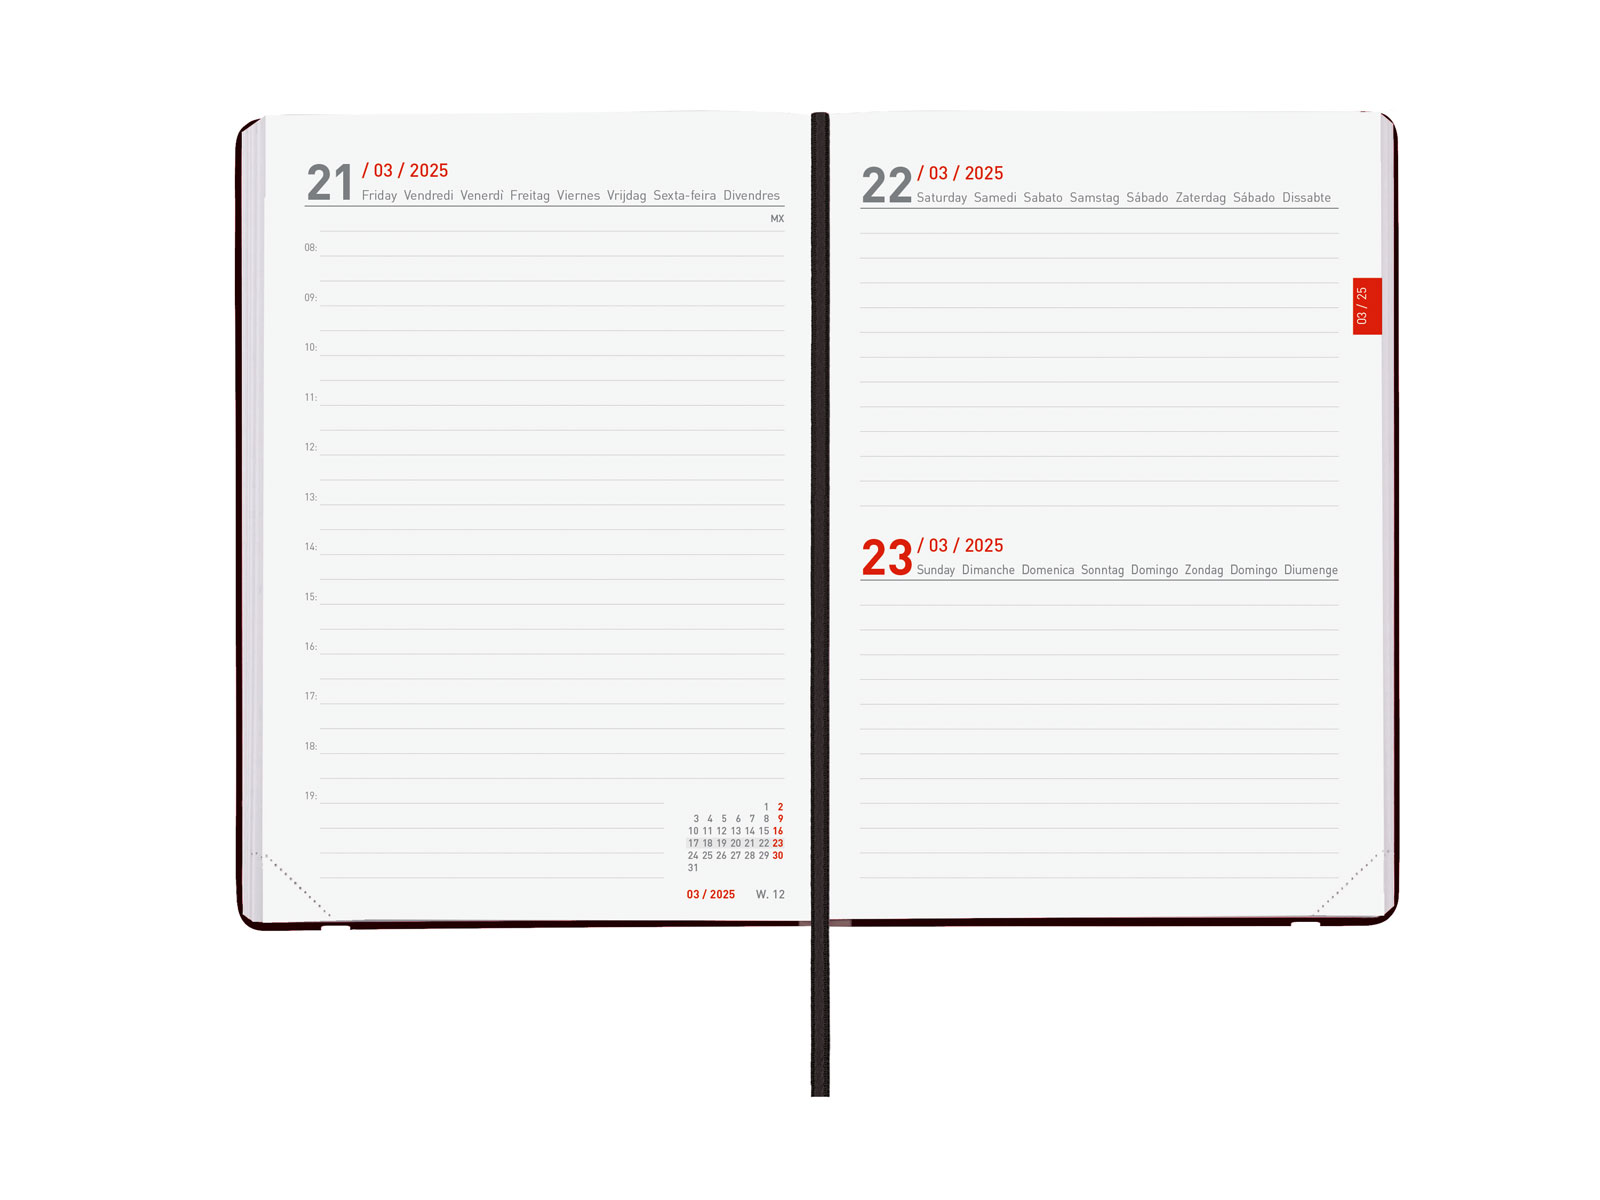 21 / 03 / 2025
Friday Vendredi Venerdì Freitag Viernes Vrijdag Sexta-feira Divendres
MX
08:
09:
10:
11:
12:
13:
14:
15:
16:
17:
18:
19:
1 2
3 4 5 6 7 8 9
10 11 12 13 14 15 16
17 18 19 20 21 22 23
24 25 26 27 28 29 30
31
03 / 2025 W. 12
22 / 03 / 2025
Saturday Samedi Sabato Samstag Sábado Zaterdag Sábado Dissabte
03 / 25
23 / 03 / 2025
Sunday Dimanche Domenica Sonntag Domingo Zondag Domingo Diumenge